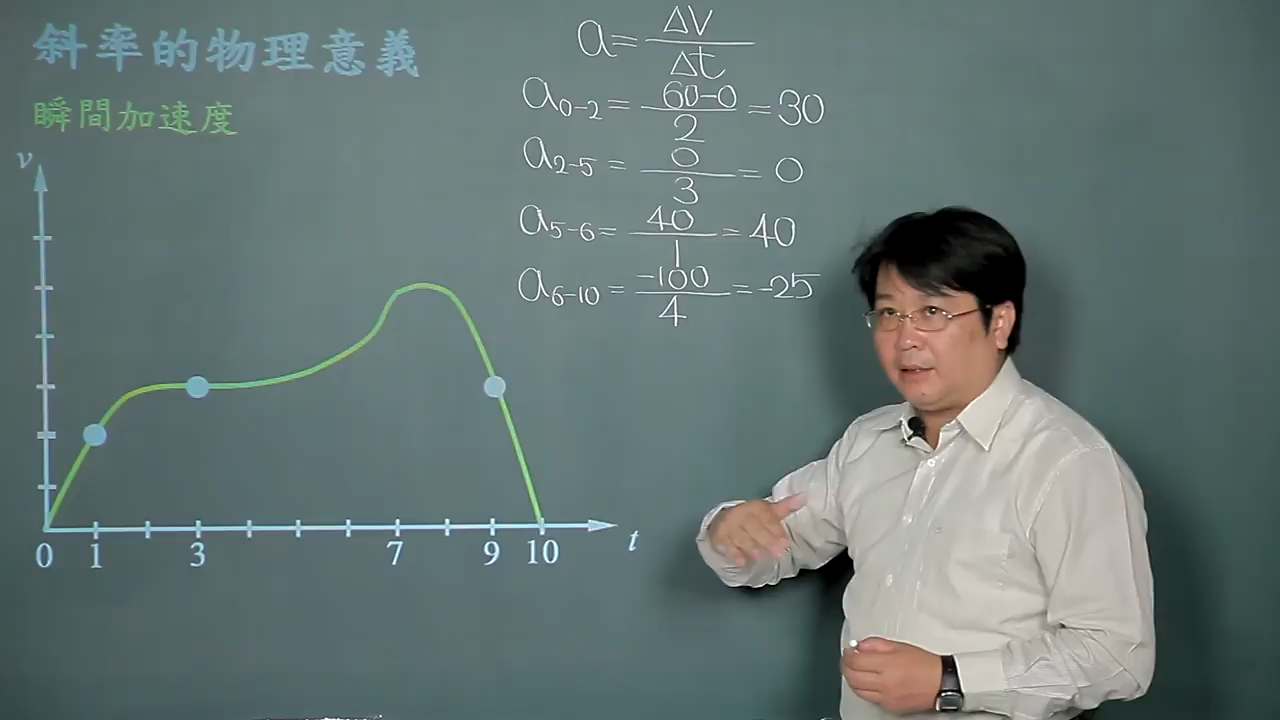 斜率的物理意義
瞬間加速度
v
0 1 3 7 9 10 t
a=ΔV/Δt
a0-2=60-0/2=30
a2-5=0/3=0
a5-6=40/1=40
a6-10=-100/4=-25